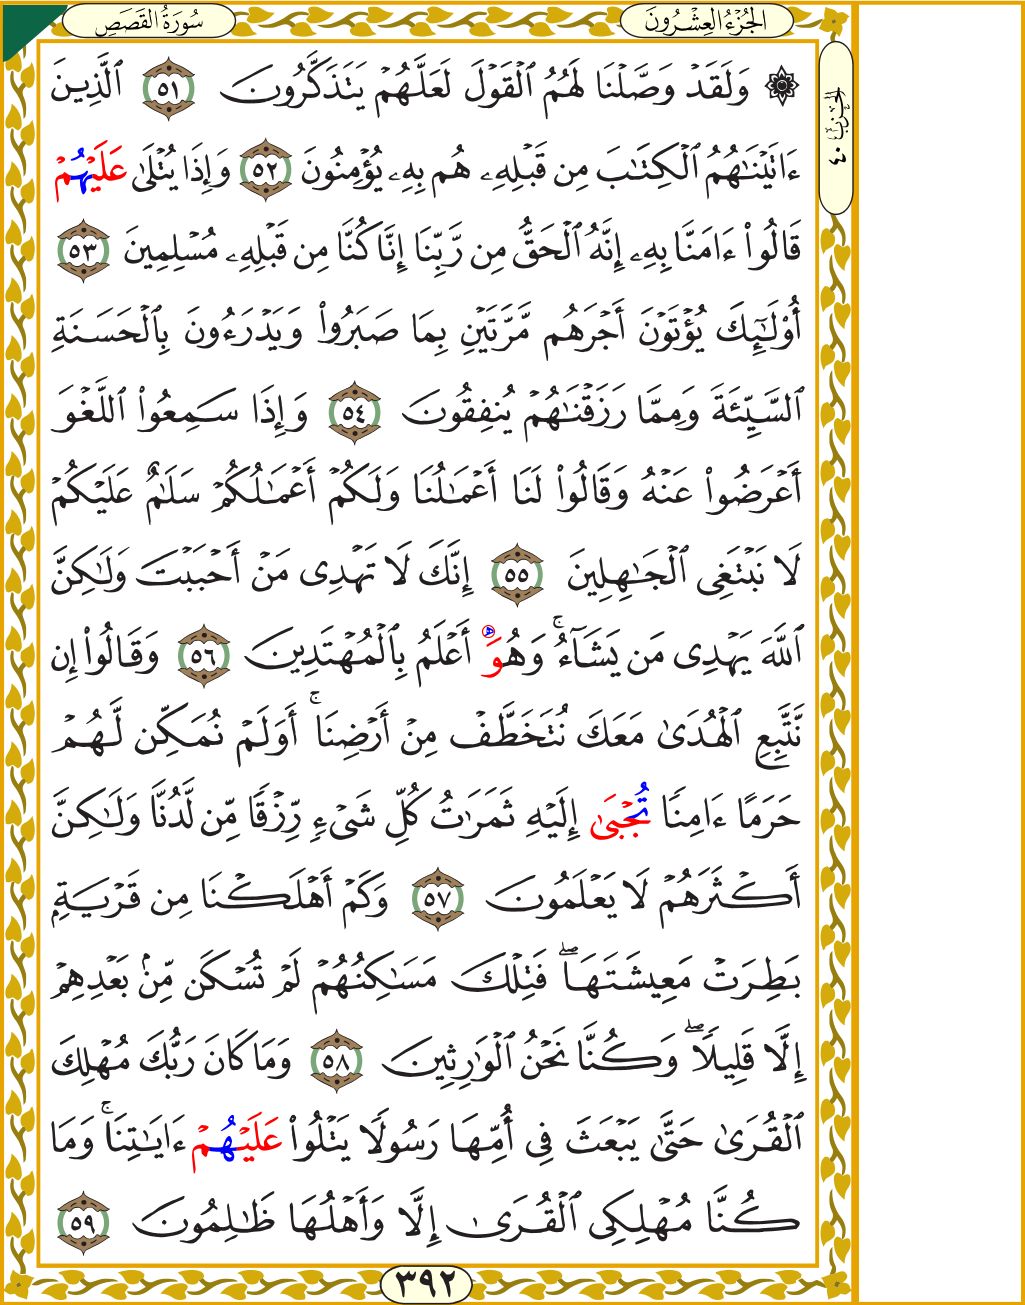 سُورَةُ القَصَصِ
الجُزْءُ العِشْرُونَ
الحِزْبُ ٤٠
۞ وَلَقَدْ وَصَّلْنَا لَهُمُ ٱلْقَوْلَ لَعَلَّهُمْ يَتَذَكَّرُونَ ٥١ ٱلَّذِينَ
ءَاتَيْنَٰهُمُ ٱلْكِتَٰبَ مِن قَبْلِهِۦ هُم بِهِۦ يُؤْمِنُونَ ٥٢ وَإِذَا يُتْلَىٰ عَلَيْهُمْ
قَالُوٓا۟ ءَامَنَّا بِهِۦٓ إِنَّهُ ٱلْحَقُّ مِن رَّبِّنَآ إِنَّا كُنَّا مِن قَبْلِهِۦ مُسْلِمِينَ ٥٣
أُو۟لَٰٓئِكَ يُؤْتَوْنَ أَجْرَهُم مَّرَّتَيْنِ بِمَا صَبَرُوا۟ وَيَدْرَءُونَ بِٱلْحَسَنَةِ
ٱلسَّيِّئَةَ وَمِمَّا رَزَقْنَٰهُمْ يُنفِقُونَ ٥٤ وَإِذَا سَمِعُوا۟ ٱللَّغْوَ
أَعْرَضُوا۟ عَنْهُ وَقَالُوا۟ لَنَآ أَعْمَٰلُنَا وَلَكُمْ أَعْمَٰلُكُمْ سَلَٰمٌ عَلَيْكُمْ
لَا نَبْتَغِى ٱلْجَٰهِلِينَ ٥٥ إِنَّكَ لَا تَهْدِى مَنْ أَحْبَبْتَ وَلَٰكِنَّ
ٱللَّهَ يَهْدِى مَن يَشَآءُ ۚ وَهُوَ أَعْلَمُ بِٱلْمُهْتَدِينَ ٥٦ وَقَالُوٓا۟ إِن
نَّتَّبِعِ ٱلْهُدَىٰ مَعَكَ نُتَخَطَّفْ مِنْ أَرْضِنَآ ۚ أَوَلَمْ نُمَكِّن لَّهُمْ
حَرَمًا ءَامِنًا تُجْبَىٰٓ إِلَيْهِ ثَمَرَٰتُ كُلِّ شَىْءٍ رِّزْقًا مِّن لَّدُنَّا وَلَٰكِنَّ
أَكْثَرَهُمْ لَا يَعْلَمُونَ ٥٧ وَكَمْ أَهْلَكْنَا مِن قَرْيَةٍۭ
بَطِرَتْ مَعِيشَتَهَا ۖ فَتِلْكَ مَسَٰكِنُهُمْ لَمْ تُسْكَن مِّنۢ بَعْدِهِمْ
إِلَّا قَلِيلًا ۖ وَكُنَّا نَحْنُ ٱلْوَٰرِثِينَ ٥٨ وَمَا كَانَ رَبُّكَ مُهْلِكَ
ٱلْقُرَىٰ حَتَّىٰ يَبْعَثَ فِىٓ أُمِّهَا رَسُولًا يَتْلُوا۟ عَلَيْهُمْ ءَايَٰتِنَا ۚ وَمَا
كُنَّا مُهْلِكِى ٱلْقُرَىٰٓ إِلَّا وَأَهْلُهَا ظَٰلِمُونَ ٥٩
٣٩٢